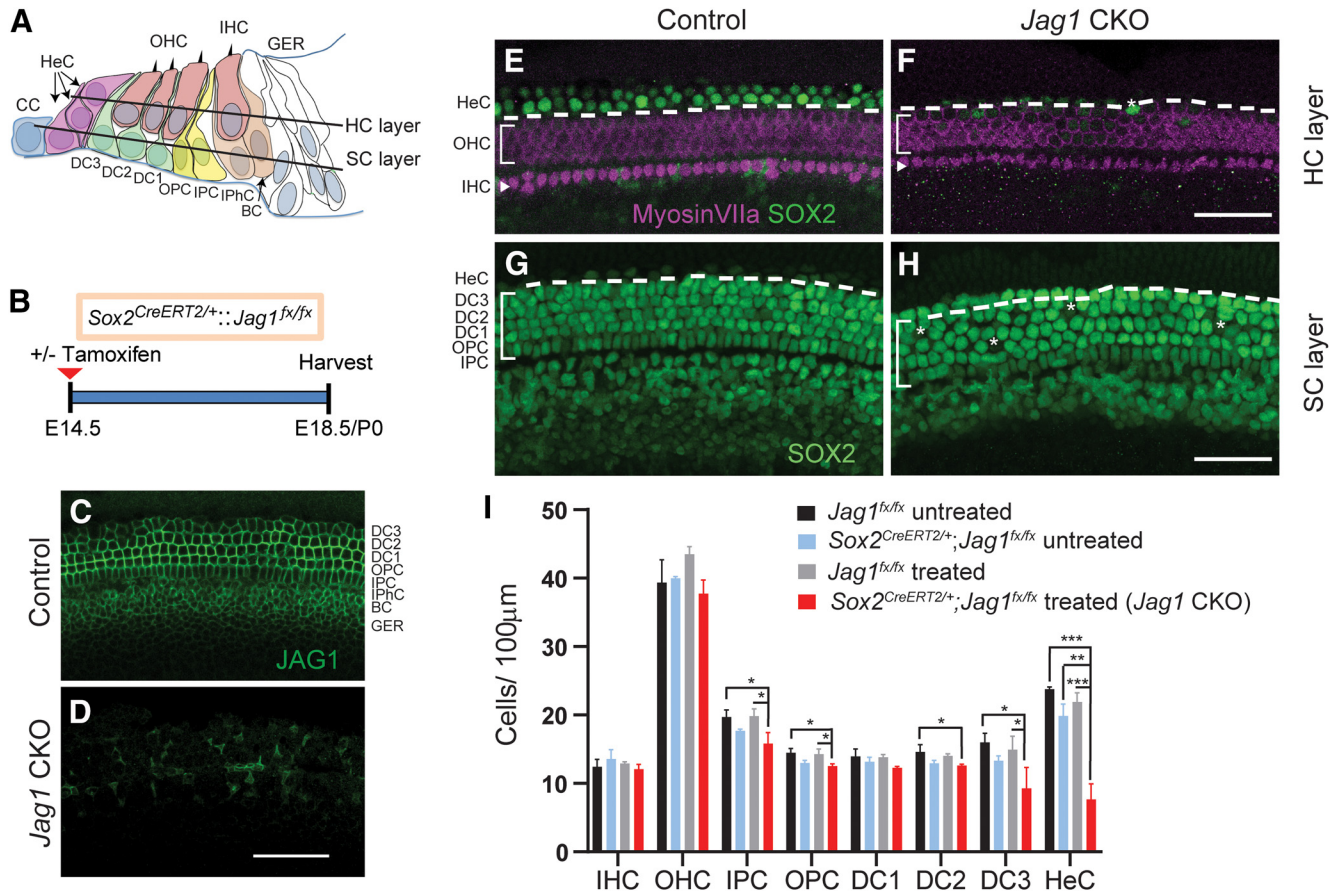 A
HeC
OHC
IHC
GER
CC
HC layer
SC layer
DC3
DC2
DC1
OPC
IPC
IPhC
BC
B
Sox2CreERT2/+::Jag1fx/fx
+/- Tamoxifen
Harvest
E14.5
E18.5/P0
C
Control
DC3
DC2
DC1
OPC
IPC
IPhC
BC
GER
JAG1
D
Jag1 CKO
Control
Jag1 CKO
E
HeC
OHC
IHC
MyosinVIIa SOX2
F
*
HC layer
G
HeC
DC3
DC2
DC1
OPC
IPC
SOX2
H
* * * *
SC layer
I
Jag1fx/fx untreated
Sox2CreERT2/+;Jag1fx/fx untreated
Jag1fx/fx treated
Sox2CreERT2/+;Jag1fx/fx treated (Jag1 CKO)
Cells/ 100μm
50
40
30
20
10
0
*
*
*
*
*
*
*
***
**
***
IHC OHC IPC OPC DC1 DC2 DC3 HeC